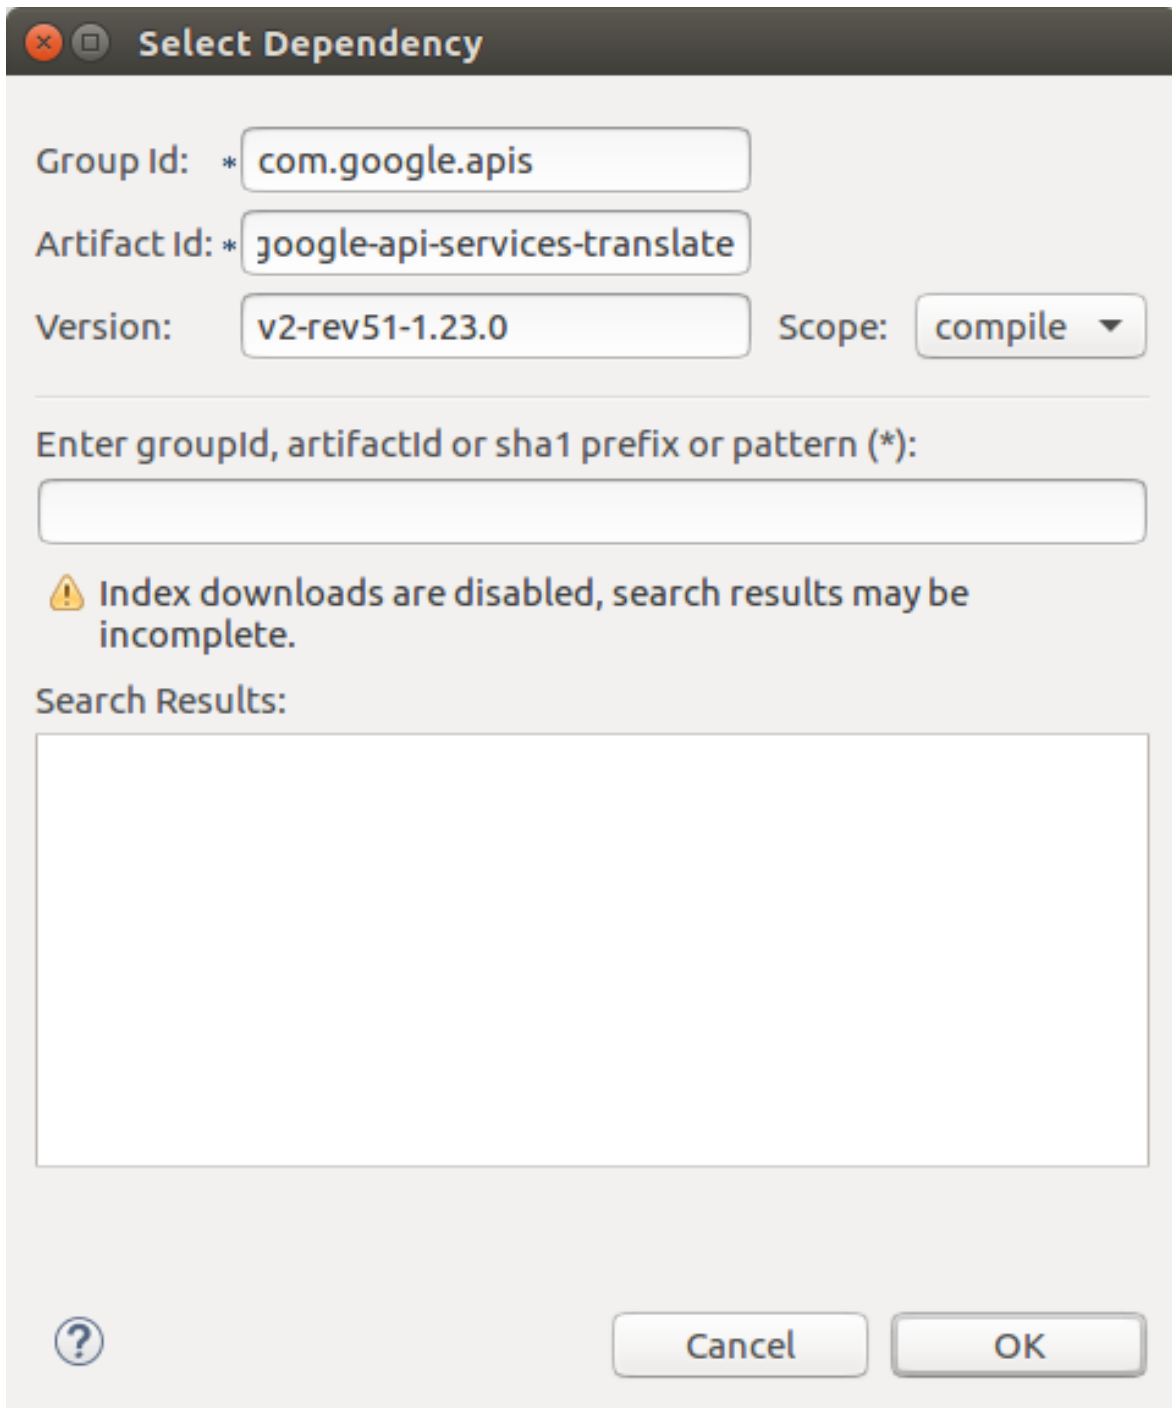 Select Dependency
Group Id: * com.google.apis
Artifact Id: * google-api-services-translate
Version: v2-rev51-1.23.0 Scope: compile
Enter groupId, artifactId or sha1 prefix or pattern (*):
Index downloads are disabled, search results may be
incomplete.
Search Results:
? Cancel OK